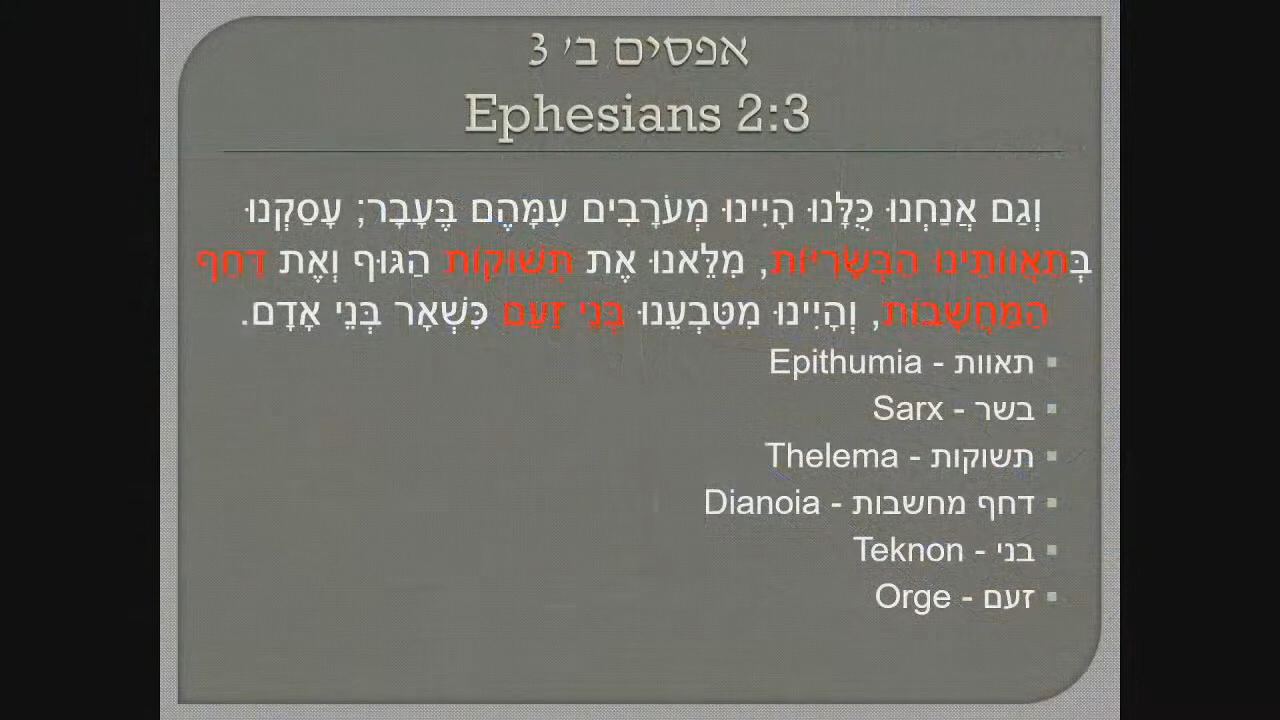 אפסים ב׳ 3
Ephesians 2:3
וְגַם אֲנַחְנוּ כֻּלָּנוּ הָיִינוּ מְעֹרָבִים עִמָּהֶם בֶּעָבָר; עָסַקְנוּ
בְּתַאֲווֹתֵינוּ הַבְּשָׂרִיּוֹת, מִלֵּאנוּ אֶת תְּשׁוּקוֹת הַגּוּף וְאֶת דַּחַף
הַמַּחֲשָׁבוֹת, וְהָיִינוּ מִטִּבְעֵנוּ בְּנֵי זַעַם כִּשְׁאָר בְּנֵי אָדָם.
תאוות - Epithumia
בשר - Sarx
תשוקות - Thelema
דחף מחשבות - Dianoia
בני - Teknon
זעם - Orge